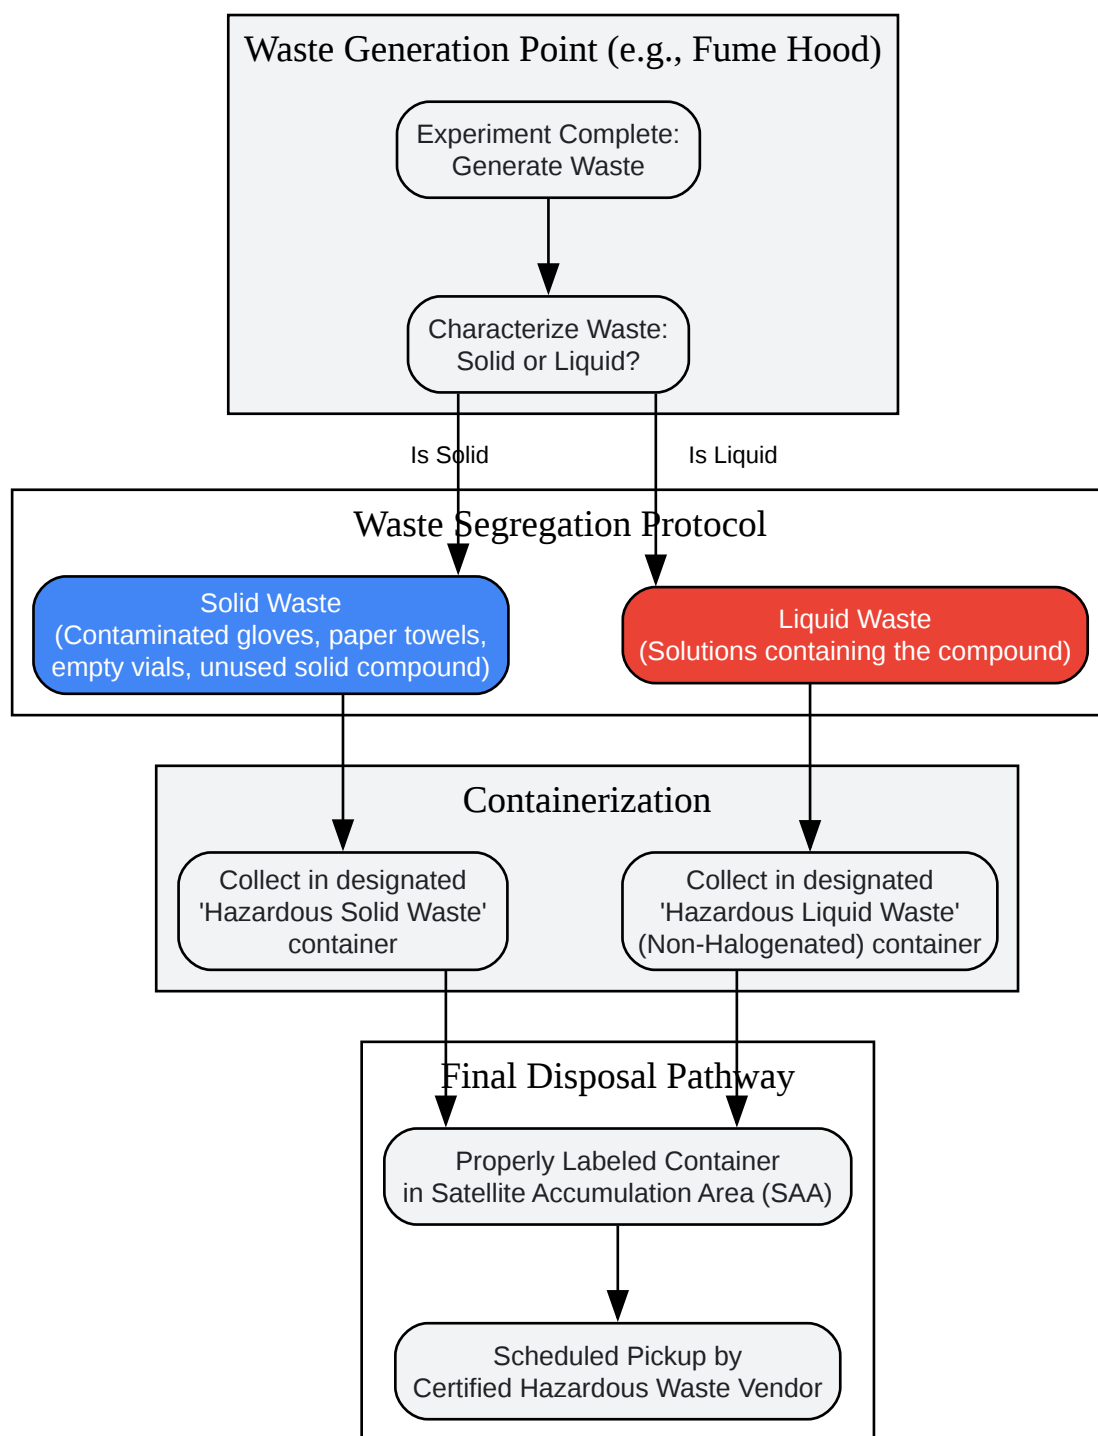 Waste Generation Point (e.g., Fume Hood)
Experiment Complete:
Generate Waste
Characterize Waste:
Solid or Liquid?
Is Solid
Is Liquid
Waste Segregation Protocol
Solid Waste
(Contaminated gloves, paper towels,
empty vials, unused solid compound)
Liquid Waste
(Solutions containing the compound)
Containerization
Collect in designated
'Hazardous Solid Waste'
container
Collect in designated
'Hazardous Liquid Waste'
(Non-Halogenated) container
Final Disposal Pathway
Properly Labeled Container
in Satellite Accumulation Area (SAA)
Scheduled Pickup by
Certified Hazardous Waste Vendor